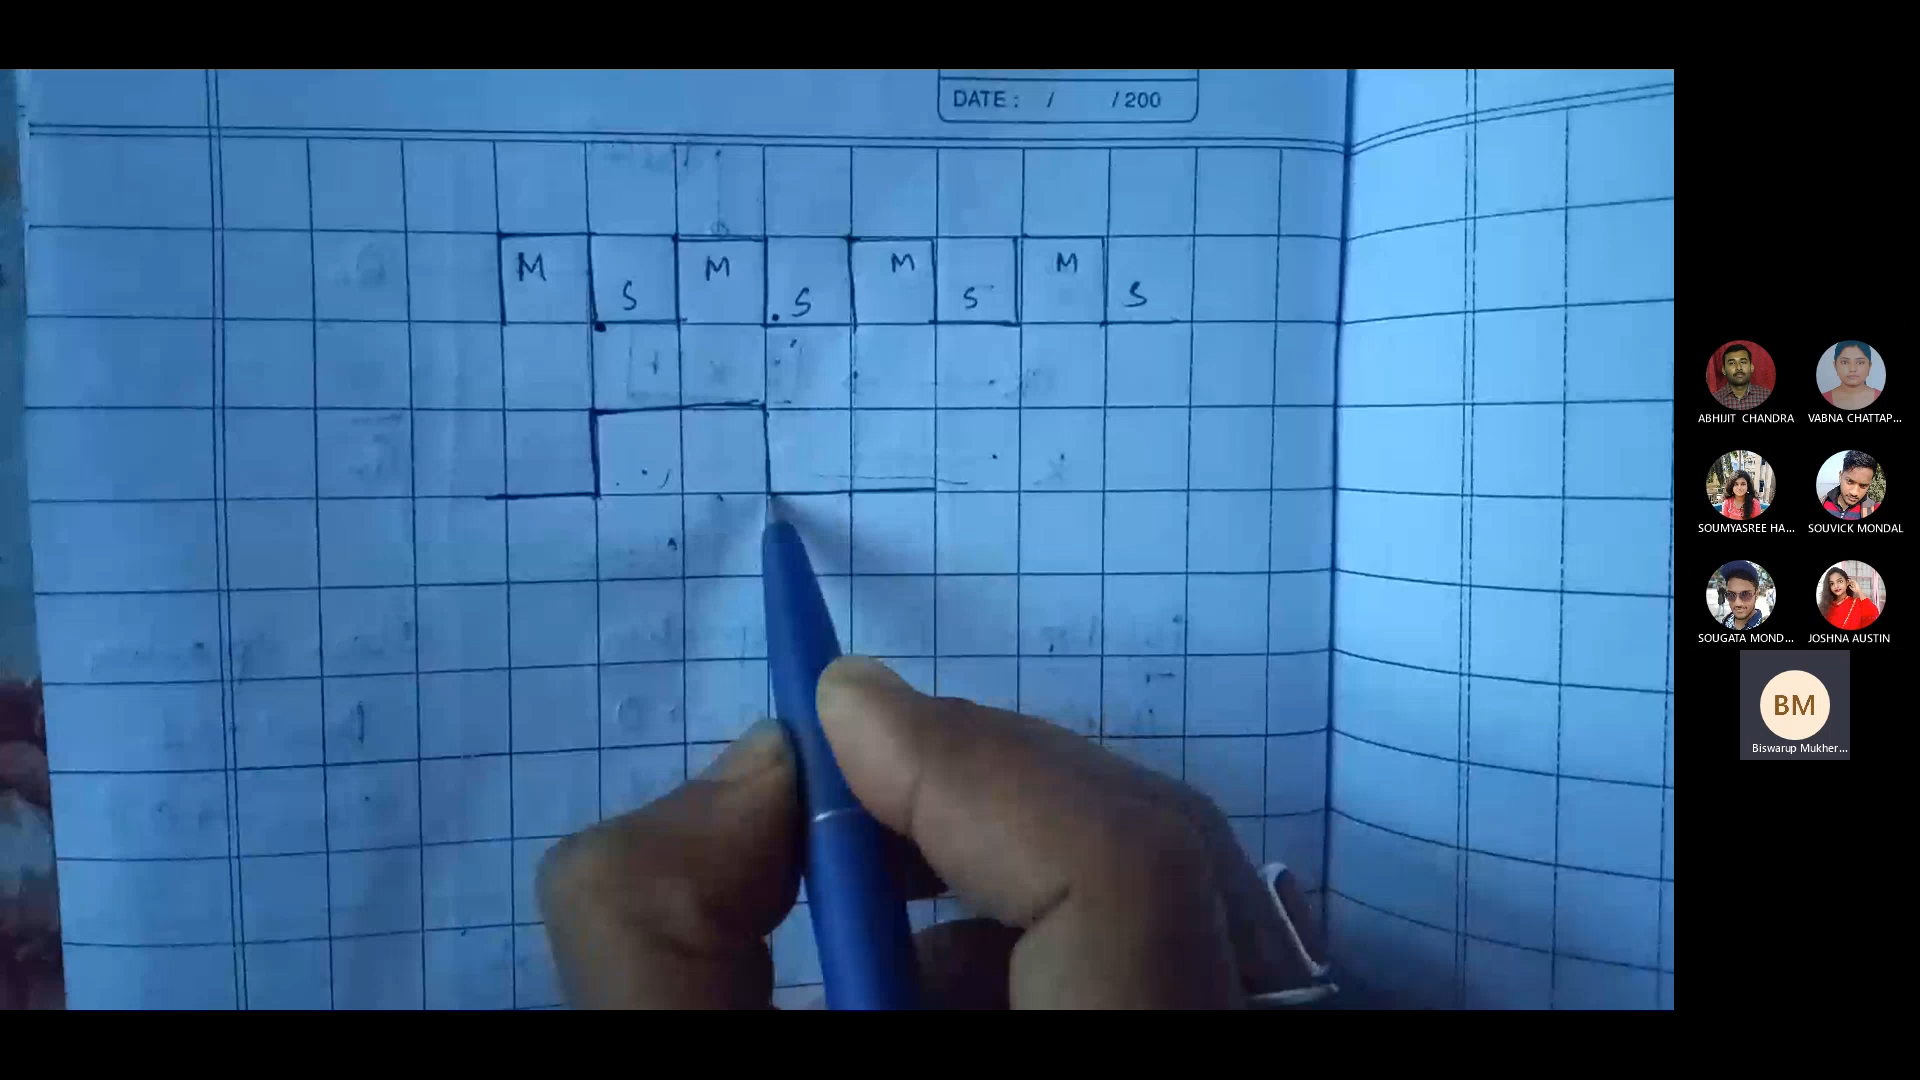 DATE : / / 200
M S M S M S M S
ABHIJIT CHANDRA VABNA CHATTAP...
SOUMYASREE HA... SOUVICK MONDAL
SOUGATA MOND... JOSHNA AUSTIN
BM
Biswarup Mukher...